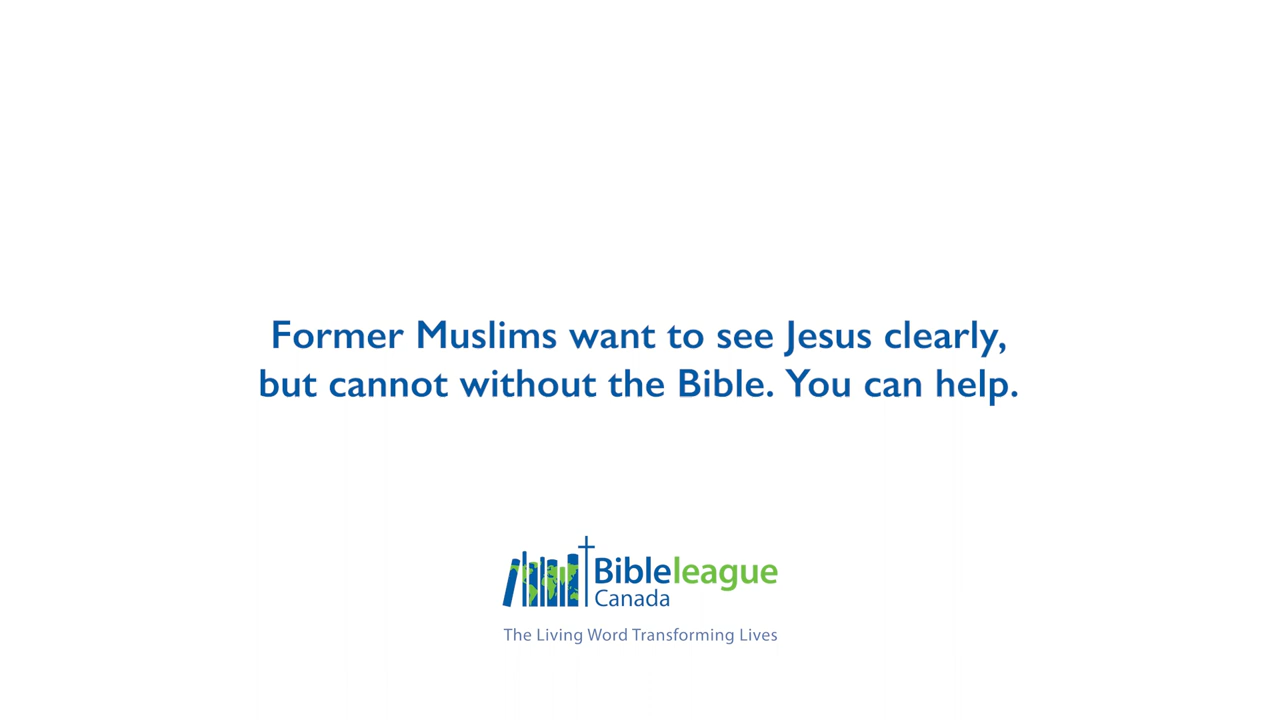 Former Muslims want to see Jesus clearly,
but cannot without the Bible. You can help.
Bibleleague
Canada
The Living Word Transforming Lives